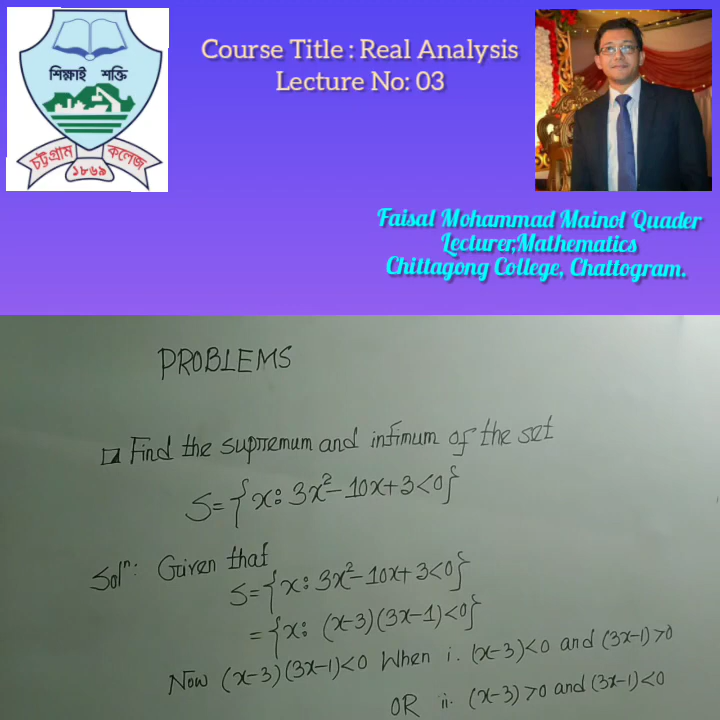 শিক্ষাই শক্তি
চট্টগ্রাম কলেজ
১৮৬৯
Course Title : Real Analysis
Lecture No: 03
Faisal Mohammad Mainol Quader
Lecturer,Mathematics
Chittagong College, Chattogram.
PROBLEMS
Find the supremum and infimum of the set
S={x: 3x²-10x+3<0}
Solⁿ: Given that
S={x: 3x²-10x+3<0}
={x: (x-3)(3x-1)<0}
Now (x-3)(3x-1)<0 When i. (x-3)<0 and (3x-1)>0
OR ii. (x-3)>0 and (3x-1)<0